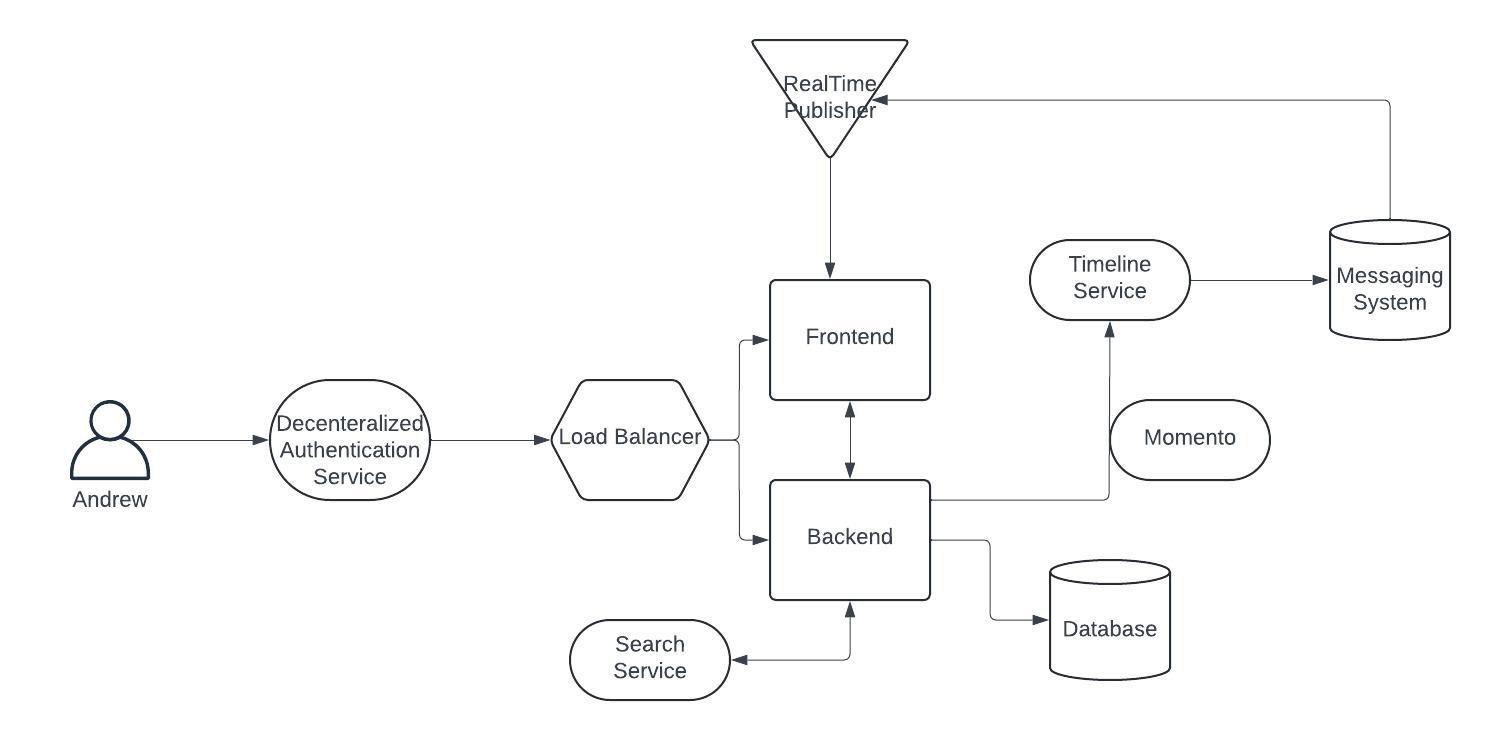 RealTime
Publisher
Timeline
Service
Messaging
System
Frontend
Decenteralized
Authentication
Service
Load Balancer
Momento
Andrew
Backend
Database
Search
Service